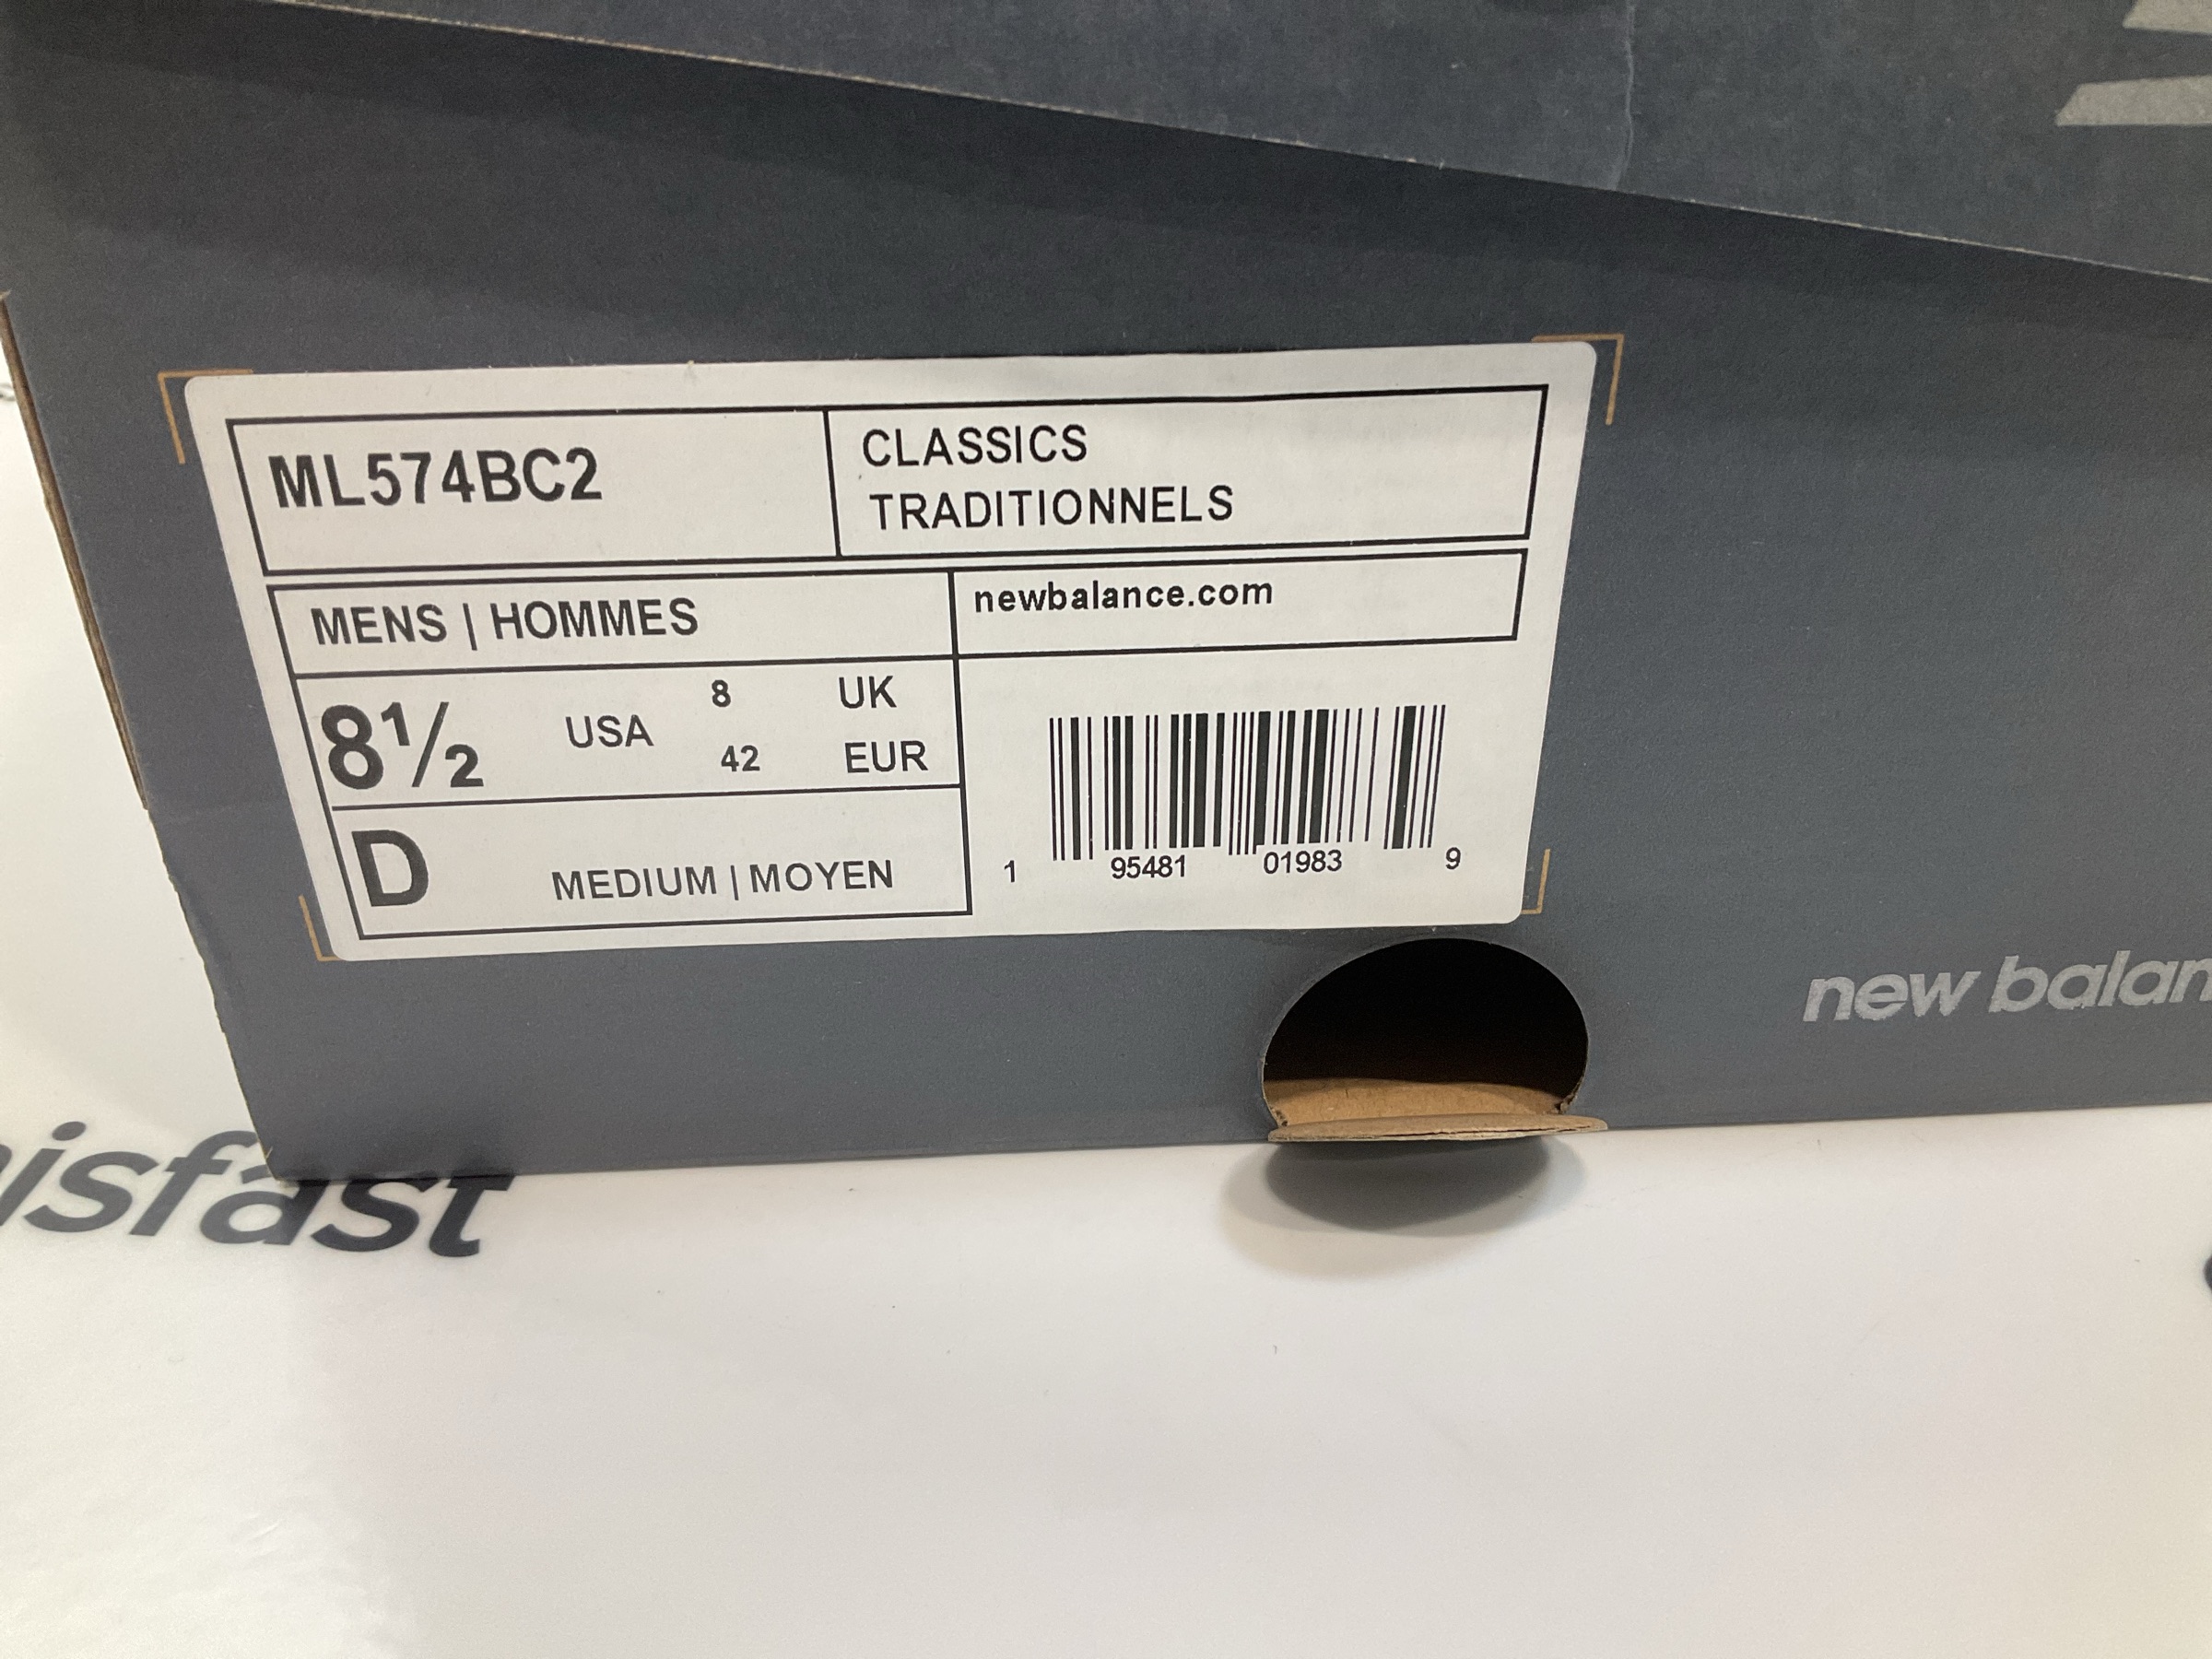 ML574BC2
CLASSICS
TRADITIONNELS
MENS | HOMMES
newbalance.com
8½ USA
8 UK
42 EUR
D MEDIUM | MOYEN
1 95481 01983 9
new balan
isfast